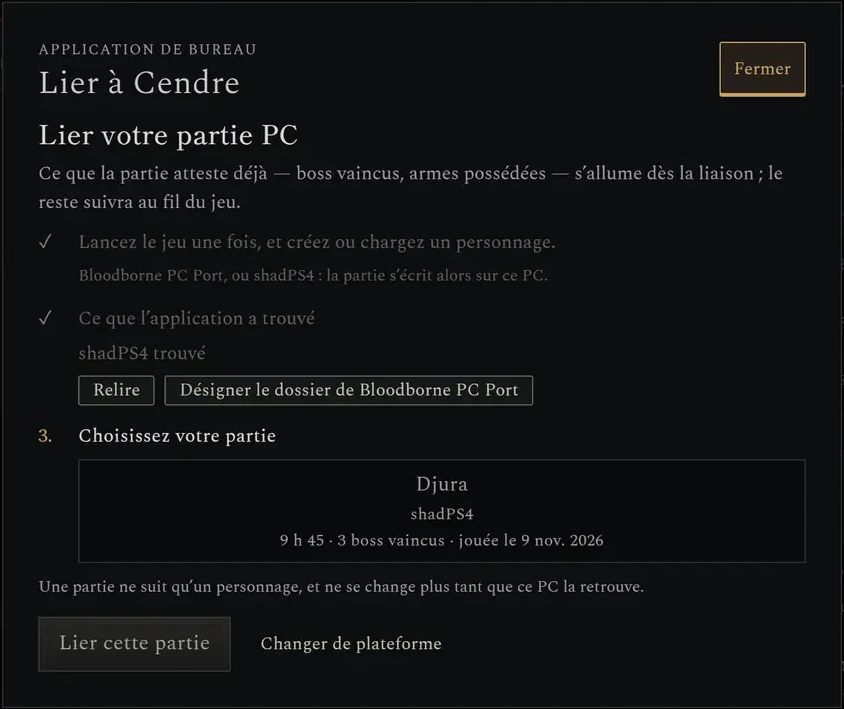 APPLICATION DE BUREAU
Lier à Cendre
Fermer
Lier votre partie PC
Ce que la partie atteste déjà — boss vaincus, armes possédées — s’allume dès la liaison ; le
reste suivra au fil du jeu.
✓ Lancez le jeu une fois, et créez ou chargez un personnage.
Bloodborne PC Port, ou shadPS4 : la partie s’écrit alors sur ce PC.
✓ Ce que l’application a trouvé
shadPS4 trouvé
Relire Désigner le dossier de Bloodborne PC Port
3. Choisissez votre partie
Djura
shadPS4
9 h 45 · 3 boss vaincus · jouée le 9 nov. 2026
Une partie ne suit qu’un personnage, et ne se change plus tant que ce PC la retrouve.
Lier cette partie Changer de plateforme